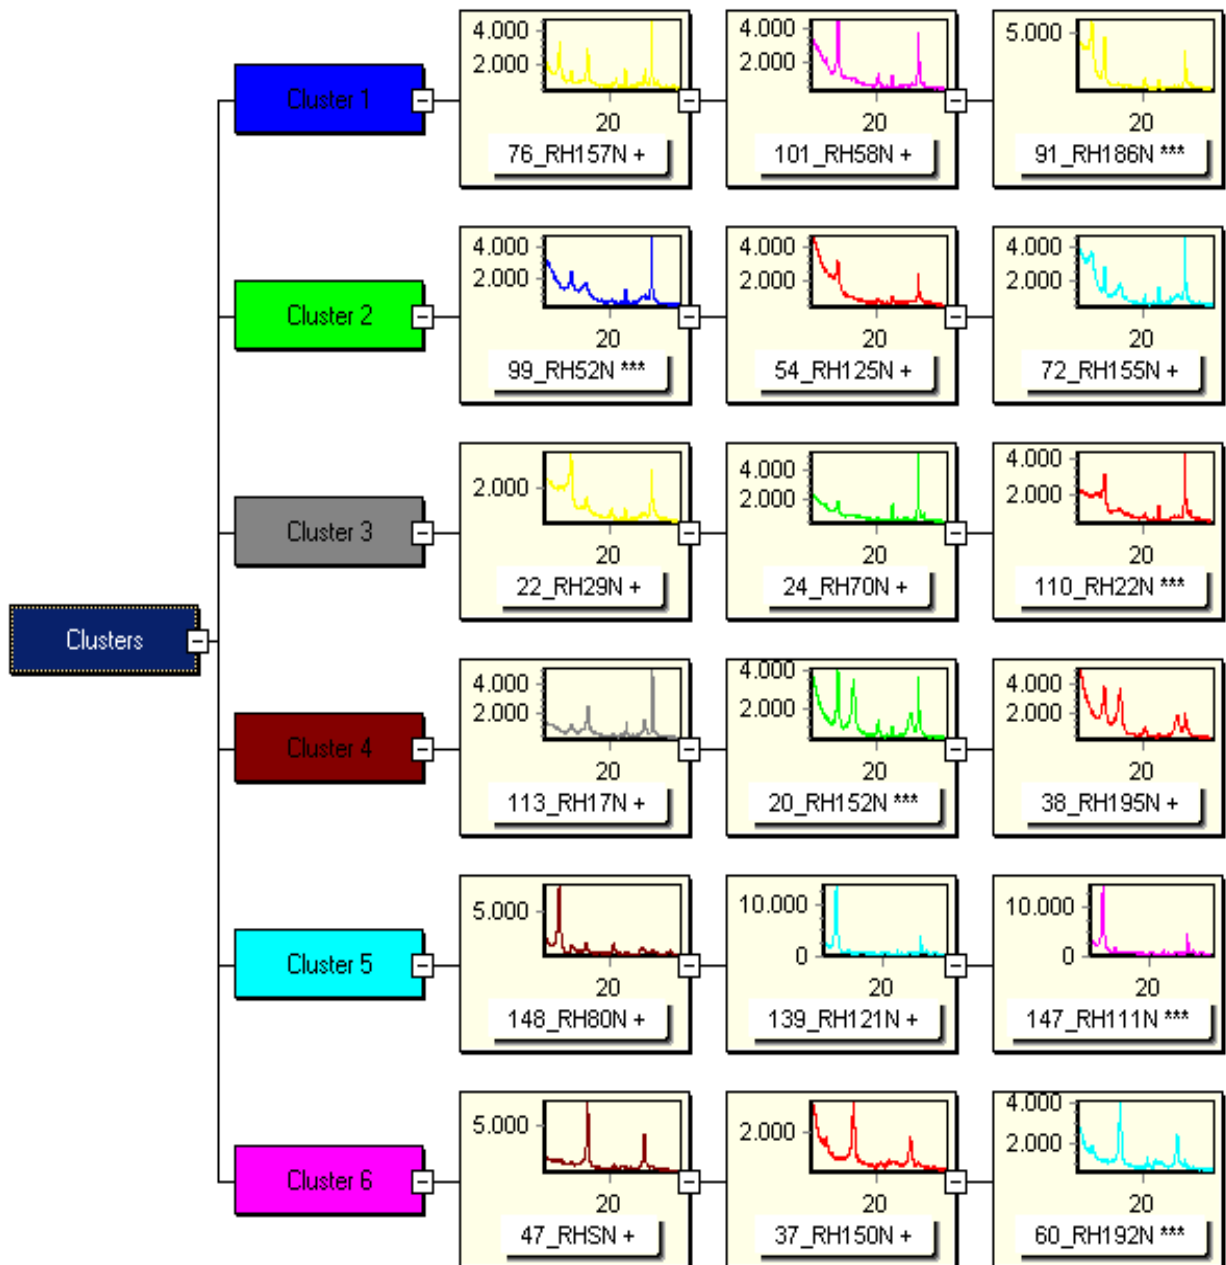 4.000
2.000
20
76_RH157N +
4.000
2.000
20
101_RH58N +
5.000
20
91_RH186N ***
Cluster 1
4.000
2.000
20
99_RH52N ***
4.000
2.000
20
54_RH125N +
4.000
2.000
20
72_RH155N +
Cluster 2
2.000
20
22_RH29N +
4.000
2.000
20
24_RH70N +
4.000
2.000
20
110_RH22N ***
Cluster 3
Clusters
4.000
2.000
20
113_RH17N +
4.000
2.000
20
20_RH152N ***
4.000
2.000
20
38_RH195N +
Cluster 4
5.000
20
148_RH80N +
10.000
0
20
139_RH121N +
10.000
0
20
147_RH111N ***
Cluster 5
5.000
20
47_RHSN +
2.000
20
37_RH150N +
4.000
2.000
20
60_RH192N ***
Cluster 6